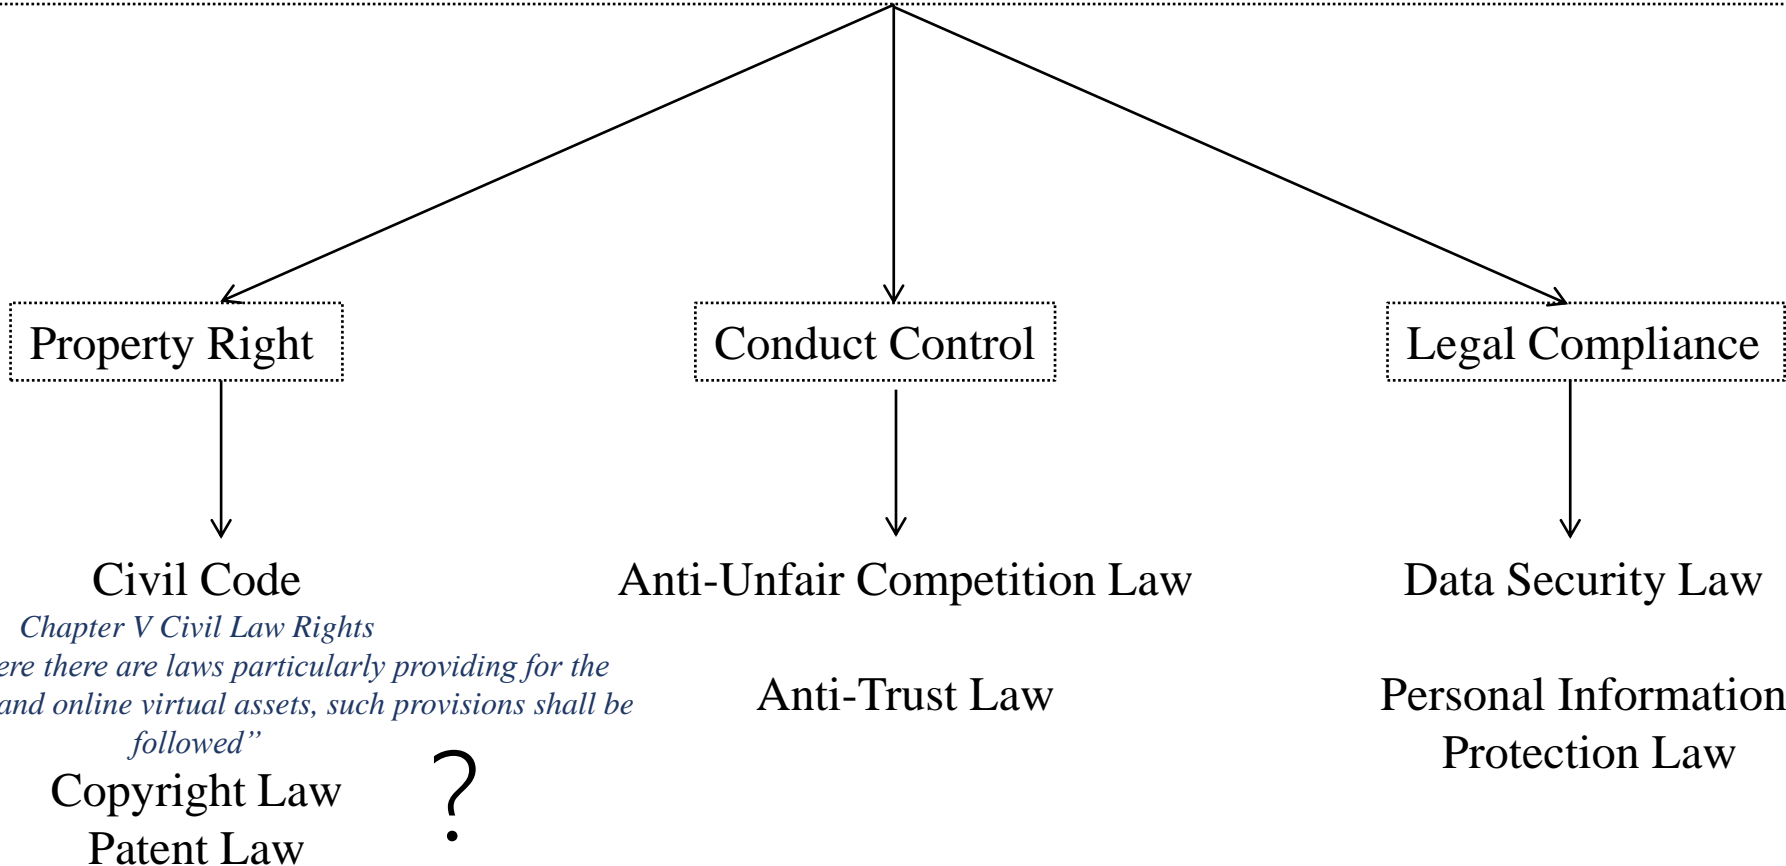 Property Right
Conduct Control
Legal Compliance
Civil Code
Chapter V Civil Law Rights
there are laws particularly providing for the
and online virtual assets, such provisions shall be
followed”
Copyright Law
Patent Law
?
Anti-Unfair Competition Law
Anti-Trust Law
Data Security Law
Personal Information
Protection Law